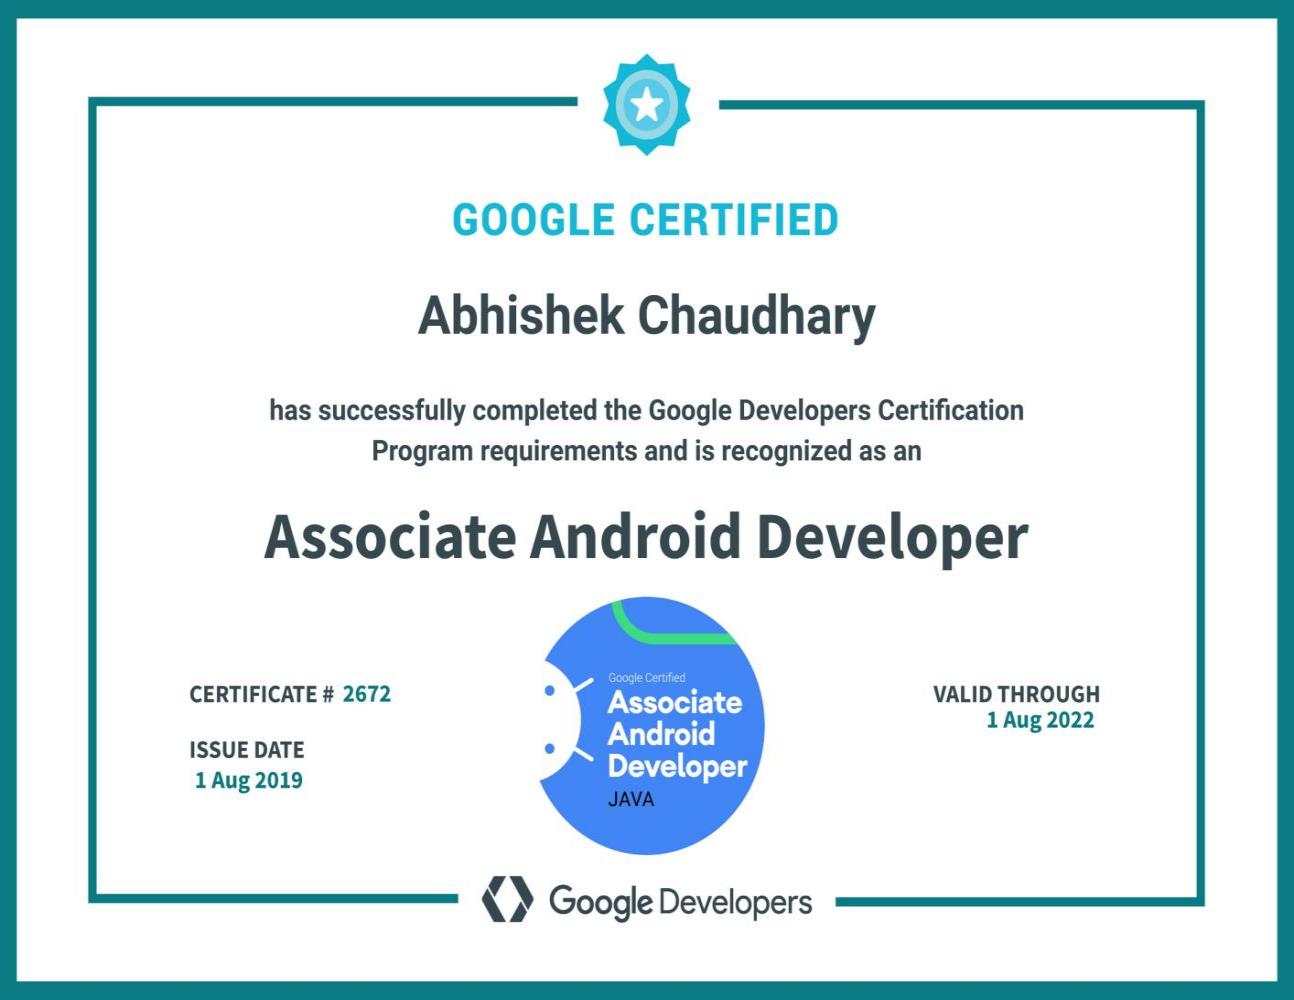 GOOGLE CERTIFIED
Abhishek Chaudhary
has successfully completed the Google Developers Certification
Program requirements and is recognized as an
Associate Android Developer
CERTIFICATE # 2672
ISSUE DATE
1 Aug 2019
Google Certified
Associate
Android
Developer
JAVA
VALID THROUGH
1 Aug 2022
Google Developers